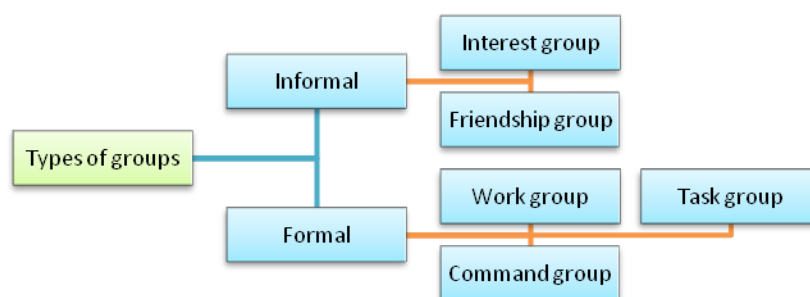 Interest group
Informal
Friendship group
Types of groups
Work group
Task group
Formal
Command group